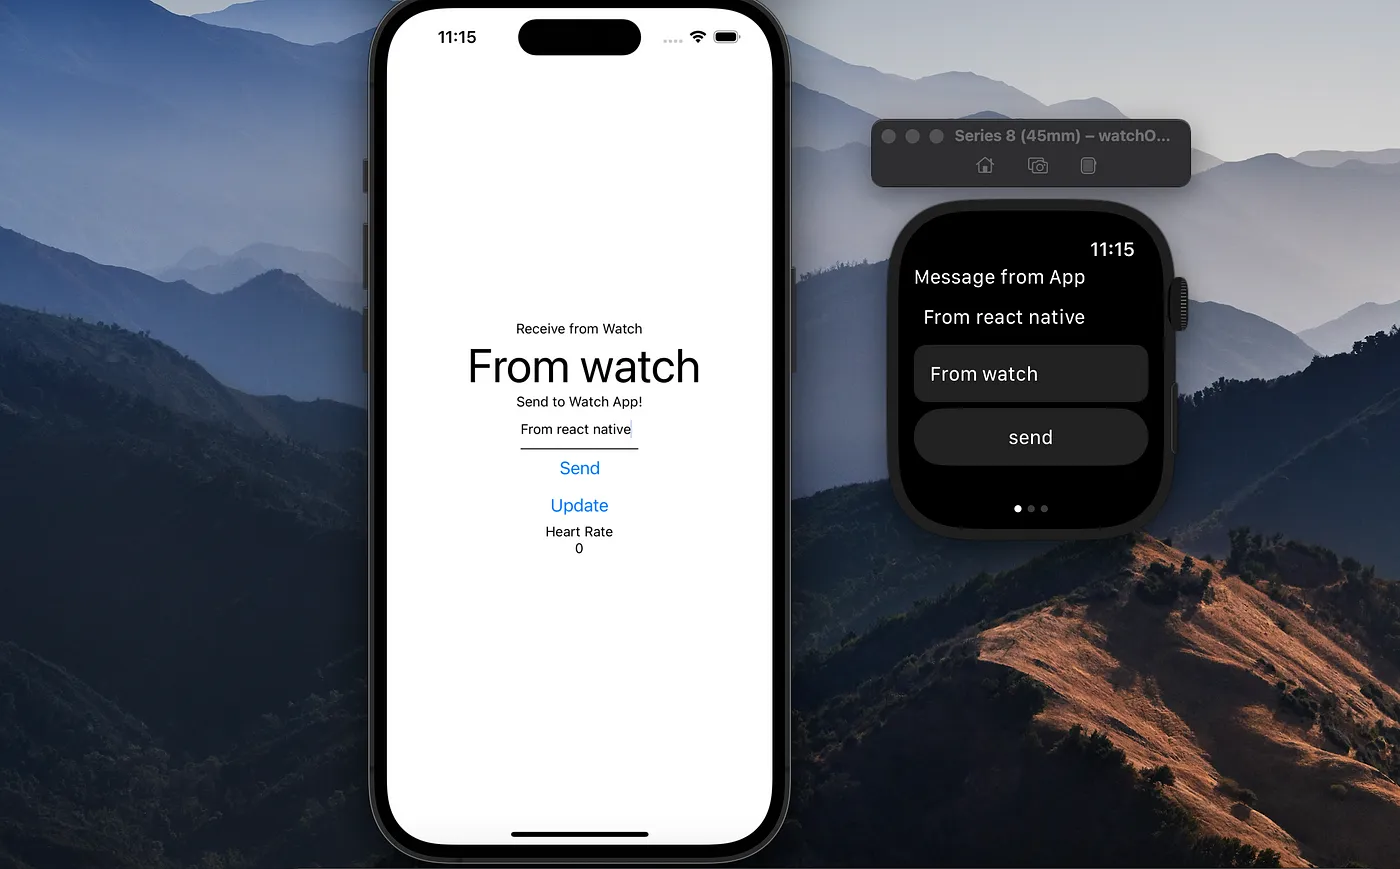 11:15
Receive from Watch
From watch
Send to Watch App!
From react native
Send
Update
Heart Rate
0
Series 8 (45mm) – watchO...
11:15
Message from App
From react native
From watch
send